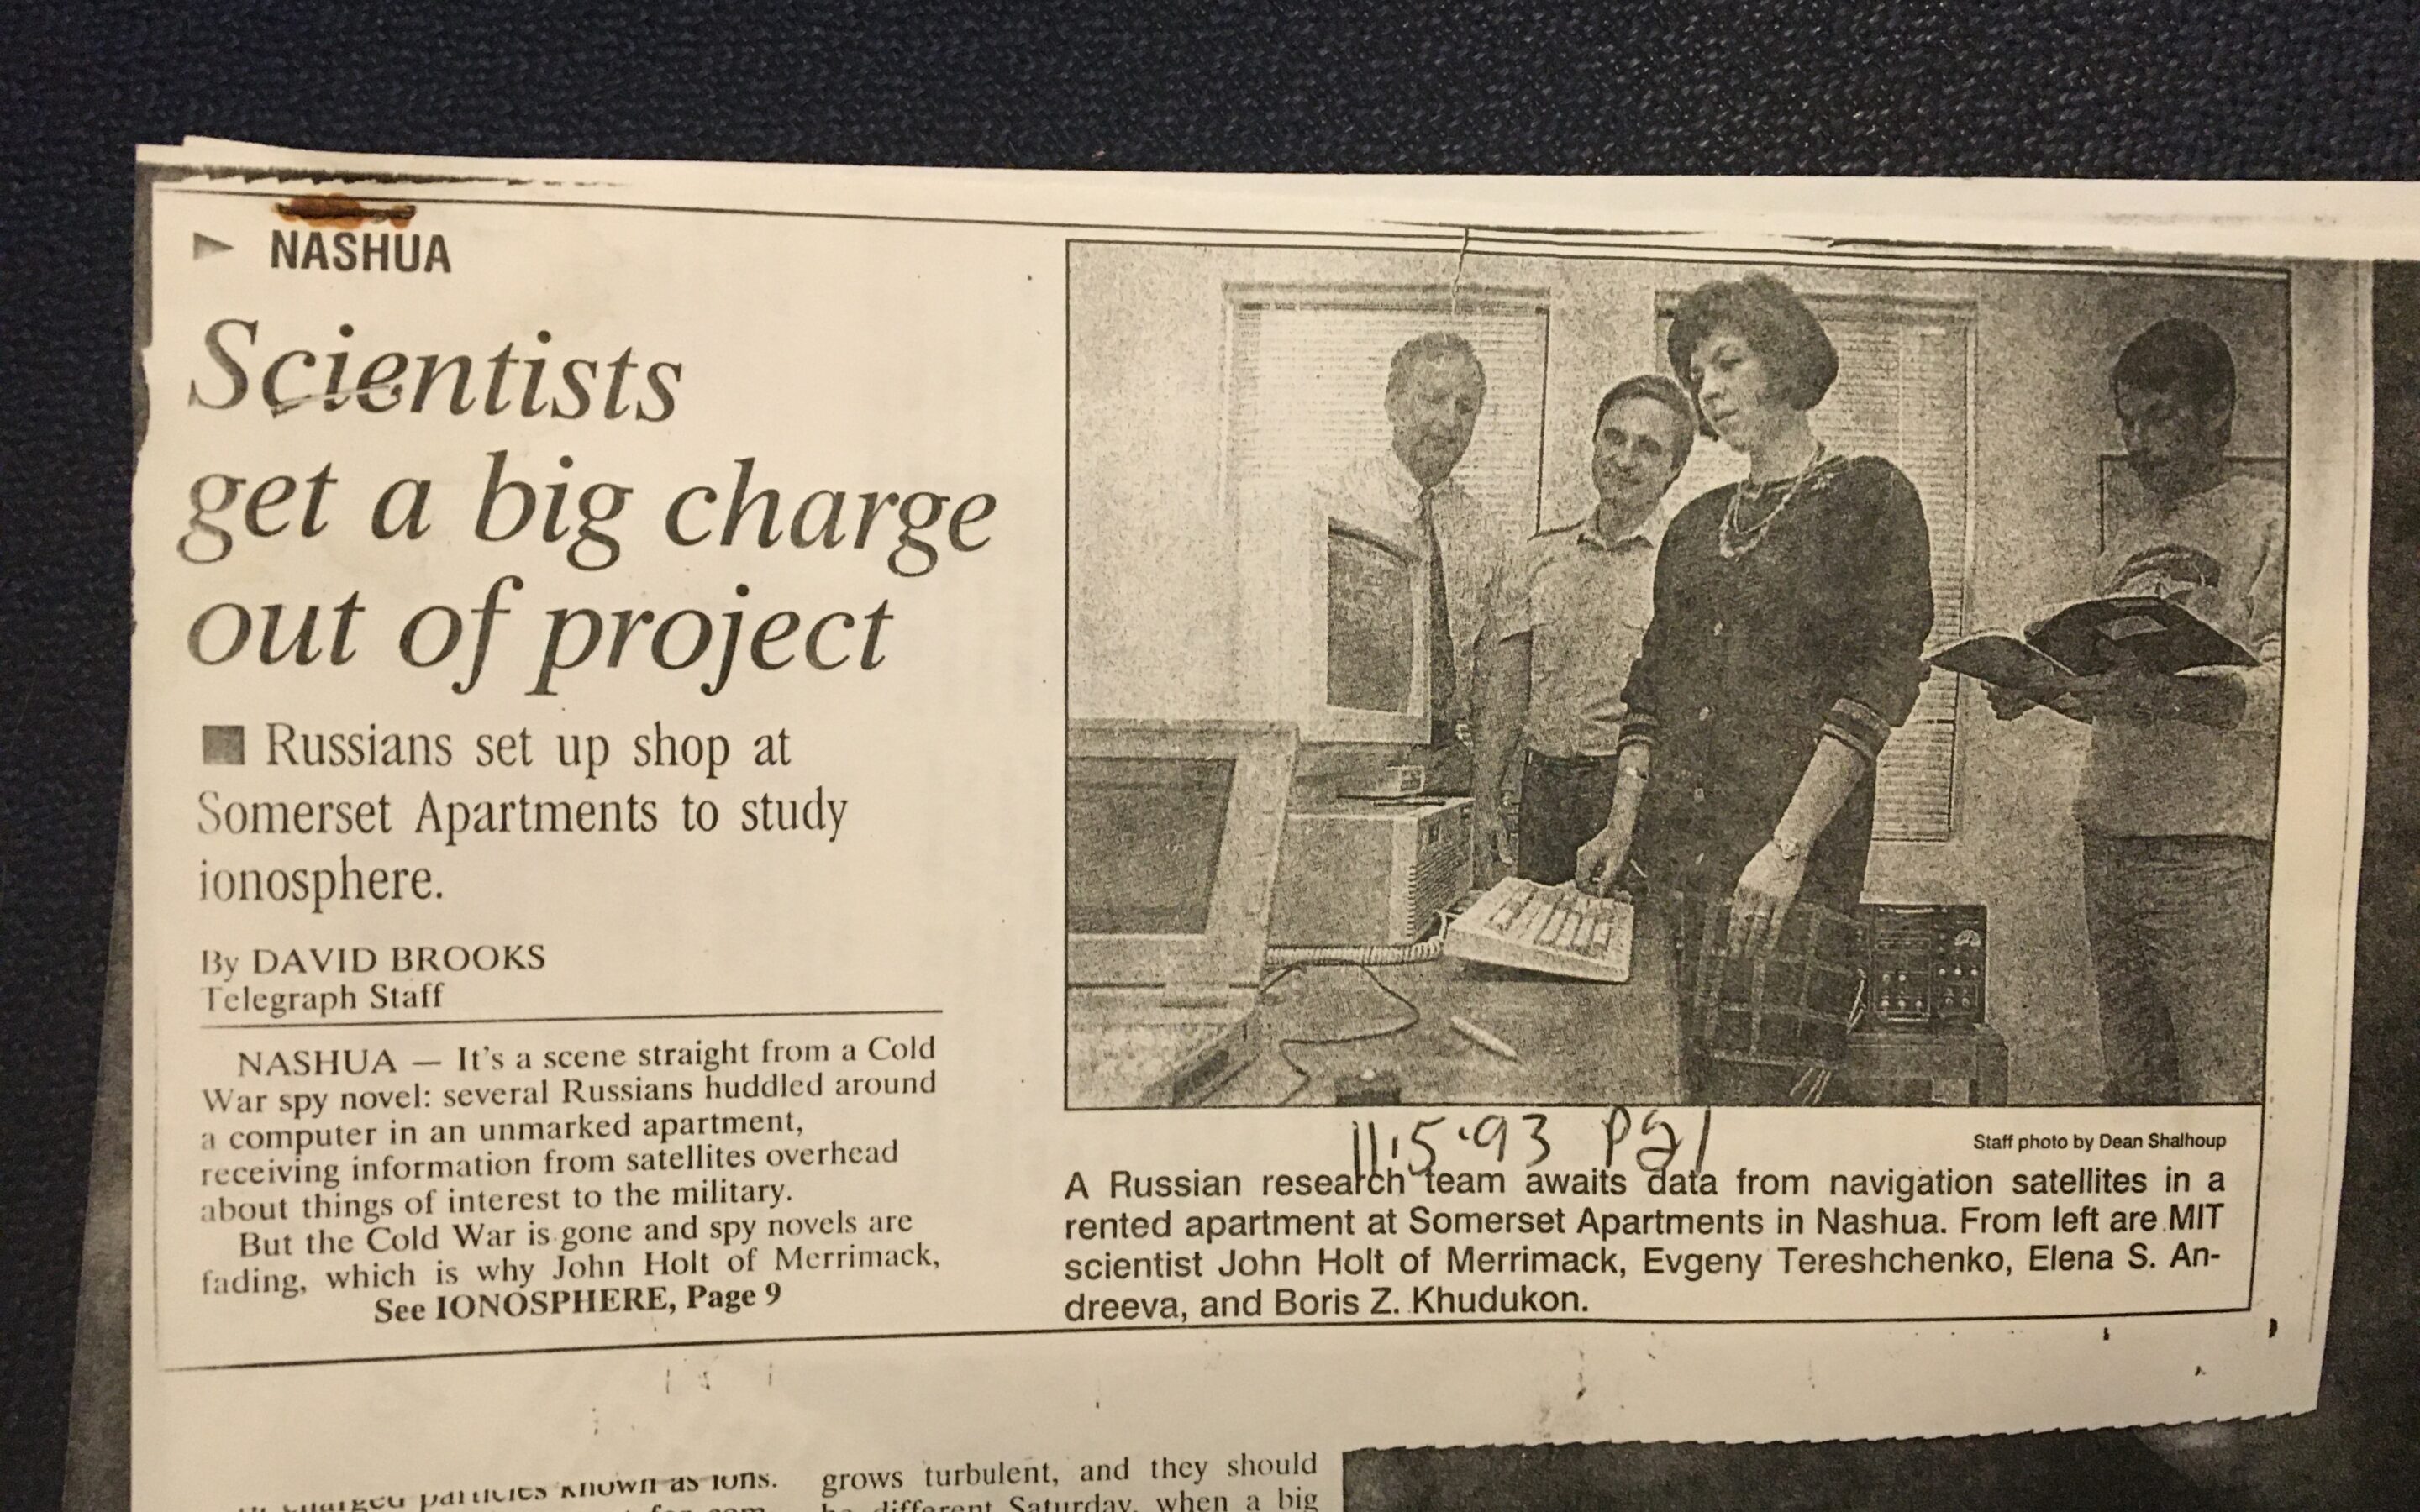 NASHUA
Scientists
get a big charge
out of project
Russians set up shop at
Somerset Apartments to study
ionosphere.
By DAVID BROOKS
Telegraph Staff
NASHUA — It's a scene straight from a Cold
War spy novel: several Russians huddled around
a computer in an unmarked apartment,
receiving information from satellites overhead
about things of interest to the military.
But the Cold War is gone and spy novels are
fading, which is why John Holt of Merrimack,
See IONOSPHERE, Page 9
11.5.93 Pg1
Staff photo by Dean Shalhoup
A Russian research team awaits data from navigation satellites in a
rented apartment at Somerset Apartments in Nashua. From left are MIT
scientist John Holt of Merrimack, Evgeny Tereshchenko, Elena S. An-
dreeva, and Boris Z. Khudukon.
charged particles known as ions.
grows turbulent, and they should
be different Saturday, when a big